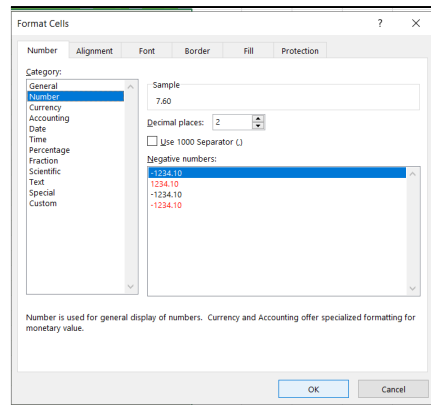 Format Cells ? ×
Number Alignment Font Border Fill Protection
Category:
General
Number
Currency
Accounting
Date
Time
Percentage
Fraction
Scientific
Text
Special
Custom
Sample
7.60
Decimal places: 2
Use 1000 Separator (,)
Negative numbers:
-1234.10
1234.10
-1234.10
-1234.10
Number is used for general display of numbers. Currency and Accounting offer specialized formatting for
monetary value.
OK Cancel